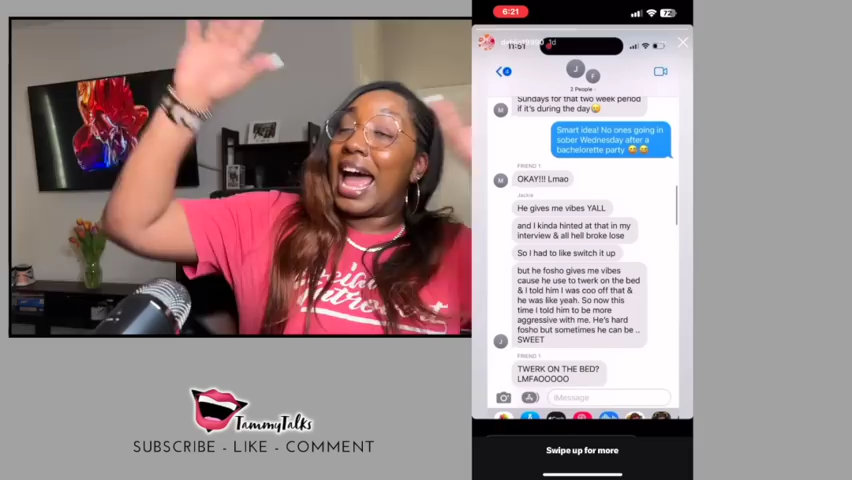 6:21
72
1d
11:51
4
J
F
2 People
Sundays for that two week period
if it's during the day😅
M
Smart idea! No ones going in
sober Wednesday after a
bachelorette party 🤣🤣
FRIEND 1
OKAY!!! Lmao
M
Jackie
He gives me vibes YALL
and I kinda hinted at that in my
interview & all hell broke lose
So I had to like switch it up
but he fosho gives me vibes
cause he use to twerk on the bed
& I told him I was coo off that &
he was like yeah. So now this
time I told him to be more
aggressive with me. He's hard
fosho but sometimes he can be ..
SWEET
J
FRIEND 1
TWERK ON THE BED?
LMFAOOOOO
iMessage
Swipe up for more
TammyTalks
SUBSCRIBE - LIKE - COMMENT